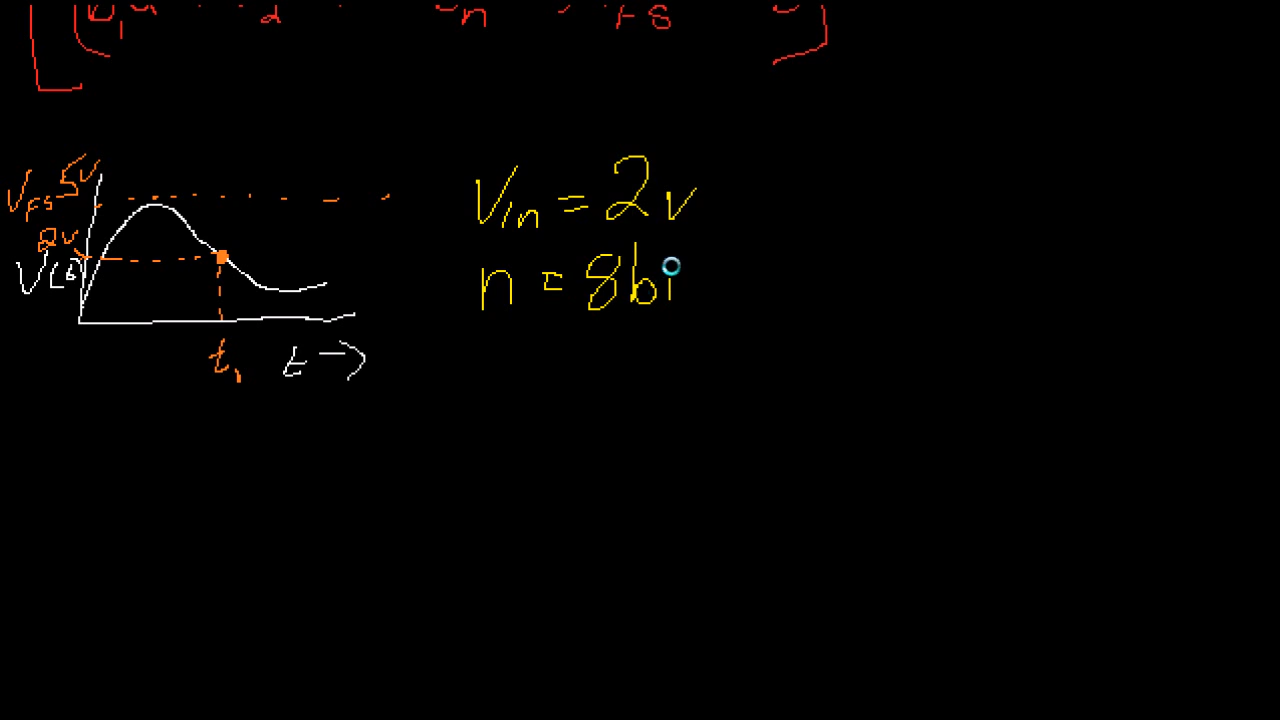 VFS 5V
2V
V(t)
t1
t →
Vin = 2v
n = 8bi